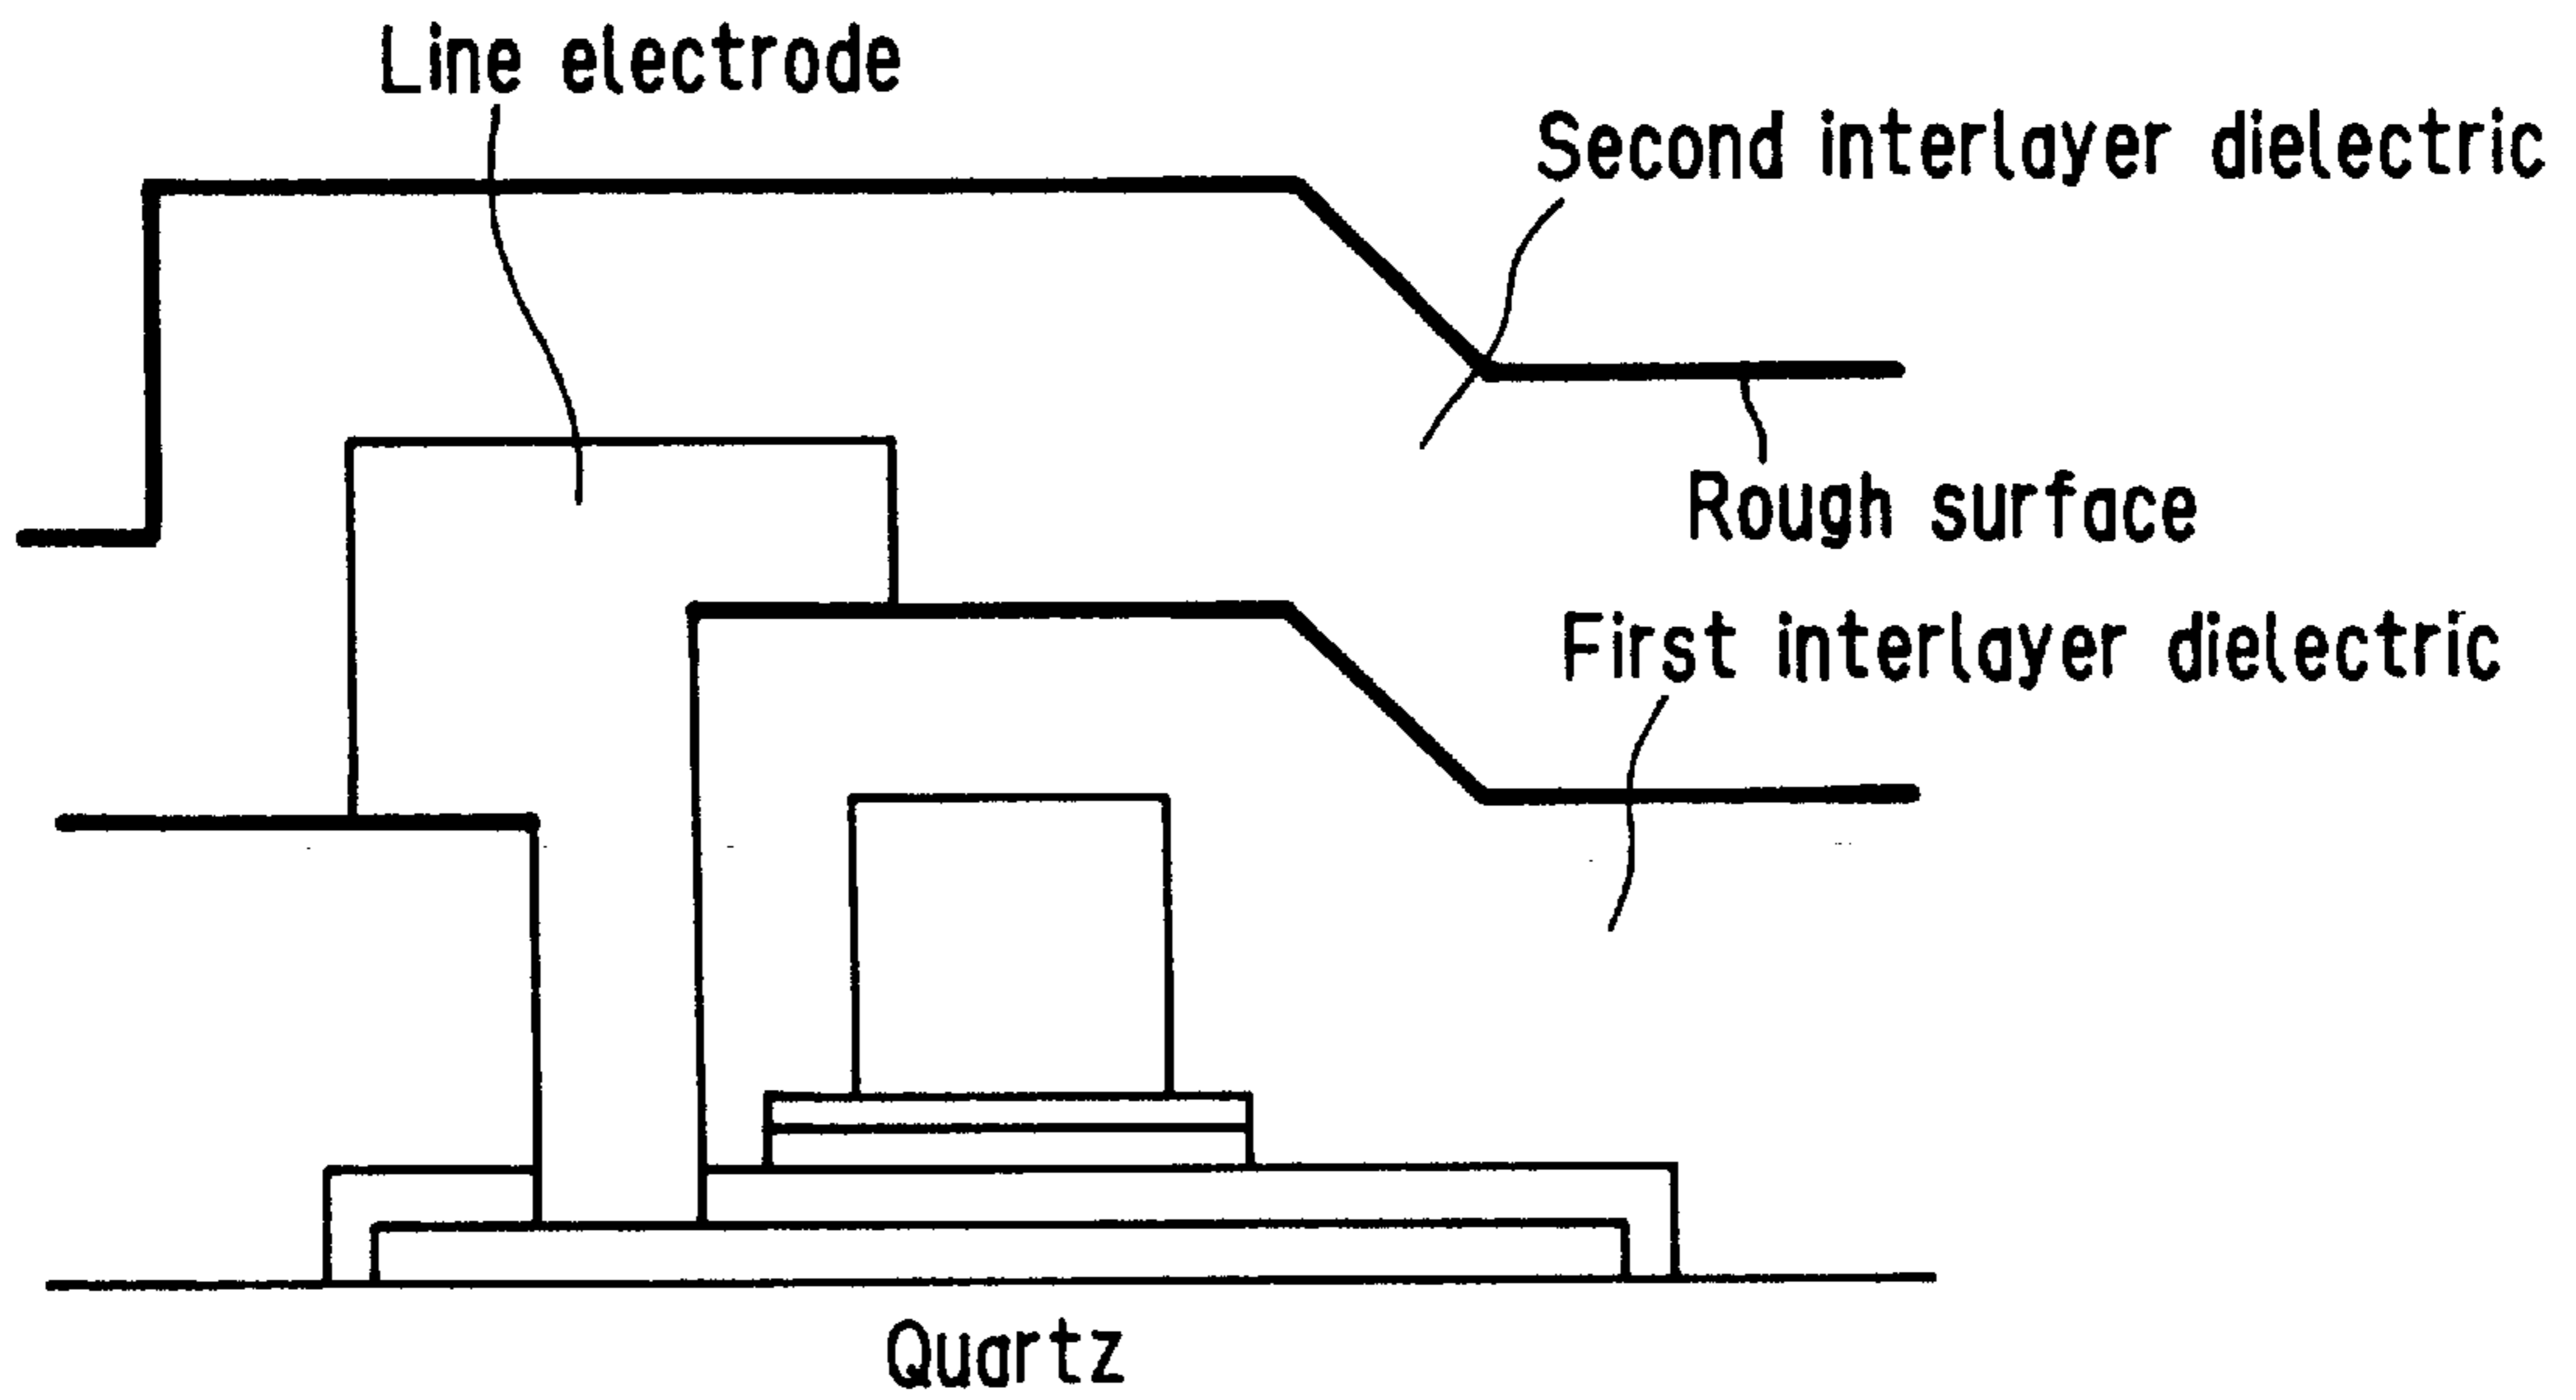 Line electrode
Second interlayer dielectric
Rough surface
First interlayer dielectric
Quartz